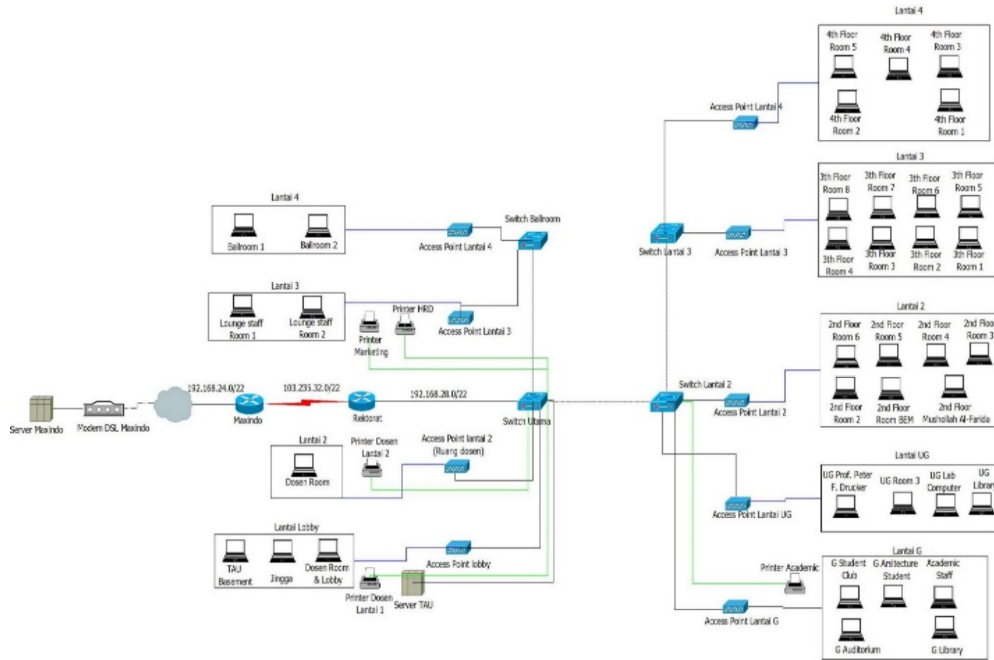 Lantai 4
4th Floor
Room 5
4th Floor
Room 4
4th Floor
Room 3
4th Floor
Room 2
4th Floor
Room 1
Access Point Lantai 4
Lantai 3
3th Floor
Room 8
3th Floor
Room 7
3th Floor
Room 6
3th Floor
Room 5
3th Floor
Room 4
3th Floor
Room 3
3th Floor
Room 2
3th Floor
Room 1
Switch Lantai 3
Access Point Lantai 3
Lantai 4
Ballroom 1
Ballroom 2
Access Point Lantai 4
Switch Ballroom
Lantai 3
Lounge staff
Room 1
Lounge staff
Room 2
Printer
Marketing
Printer HRD
Access Point Lantai 3
Lantai 2
2nd Floor
Room 6
2nd Floor
Room 5
2nd Floor
Room 4
2nd Floor
Room 3
2nd Floor
Room 2
2nd Floor
Room BEM
2nd Floor
Mushollah Al-Farida
Switch Lantai 2
Access Point Lantai 2
Server Maxindo
Modem DSL Maxindo
192.168.24.0/22
Maxindo
103.235.32.0/22
Rektorat
192.168.28.0/22
Switch Utama
Lantai 2
Dosen Room
Printer Dosen
Lantai 2
Access Point lantai 2
(Ruang dosen)
Lantai UG
UG Prof. Peter
F. Drucker
UG Room 3
UG Lab
Computer
UG
Library
Access Point Lantai UG
Lantai Lobby
TAU
Basement
Jingga
Dosen Room
& Lobby
Access Point lobby
Printer Dosen
Lantai 1
Server TAU
Lantai G
G Student
Club
G Arsitecture
Student
Academic
Staff
G Auditorium
G Library
Printer Academic
Access Point Lantai G